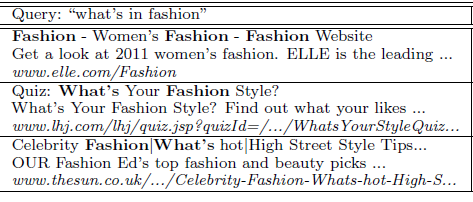 Query: “what’s in fashion”
Fashion - Women’s Fashion - Fashion Website
Get a look at 2011 women’s fashion. ELLE is the leading ...
www.elle.com/Fashion
Quiz: What’s Your Fashion Style?
What’s Your Fashion Style? Find out what your likes ...
www.lhj.com/lhj/quiz.jsp?quizId=/.../WhatsYourStyleQuiz...
Celebrity Fashion|What’s hot|High Street Style Tips...
OUR Fashion Ed’s top fashion and beauty picks ...
www.thesun.co.uk/.../Celebrity-Fashion-Whats-hot-High-S...